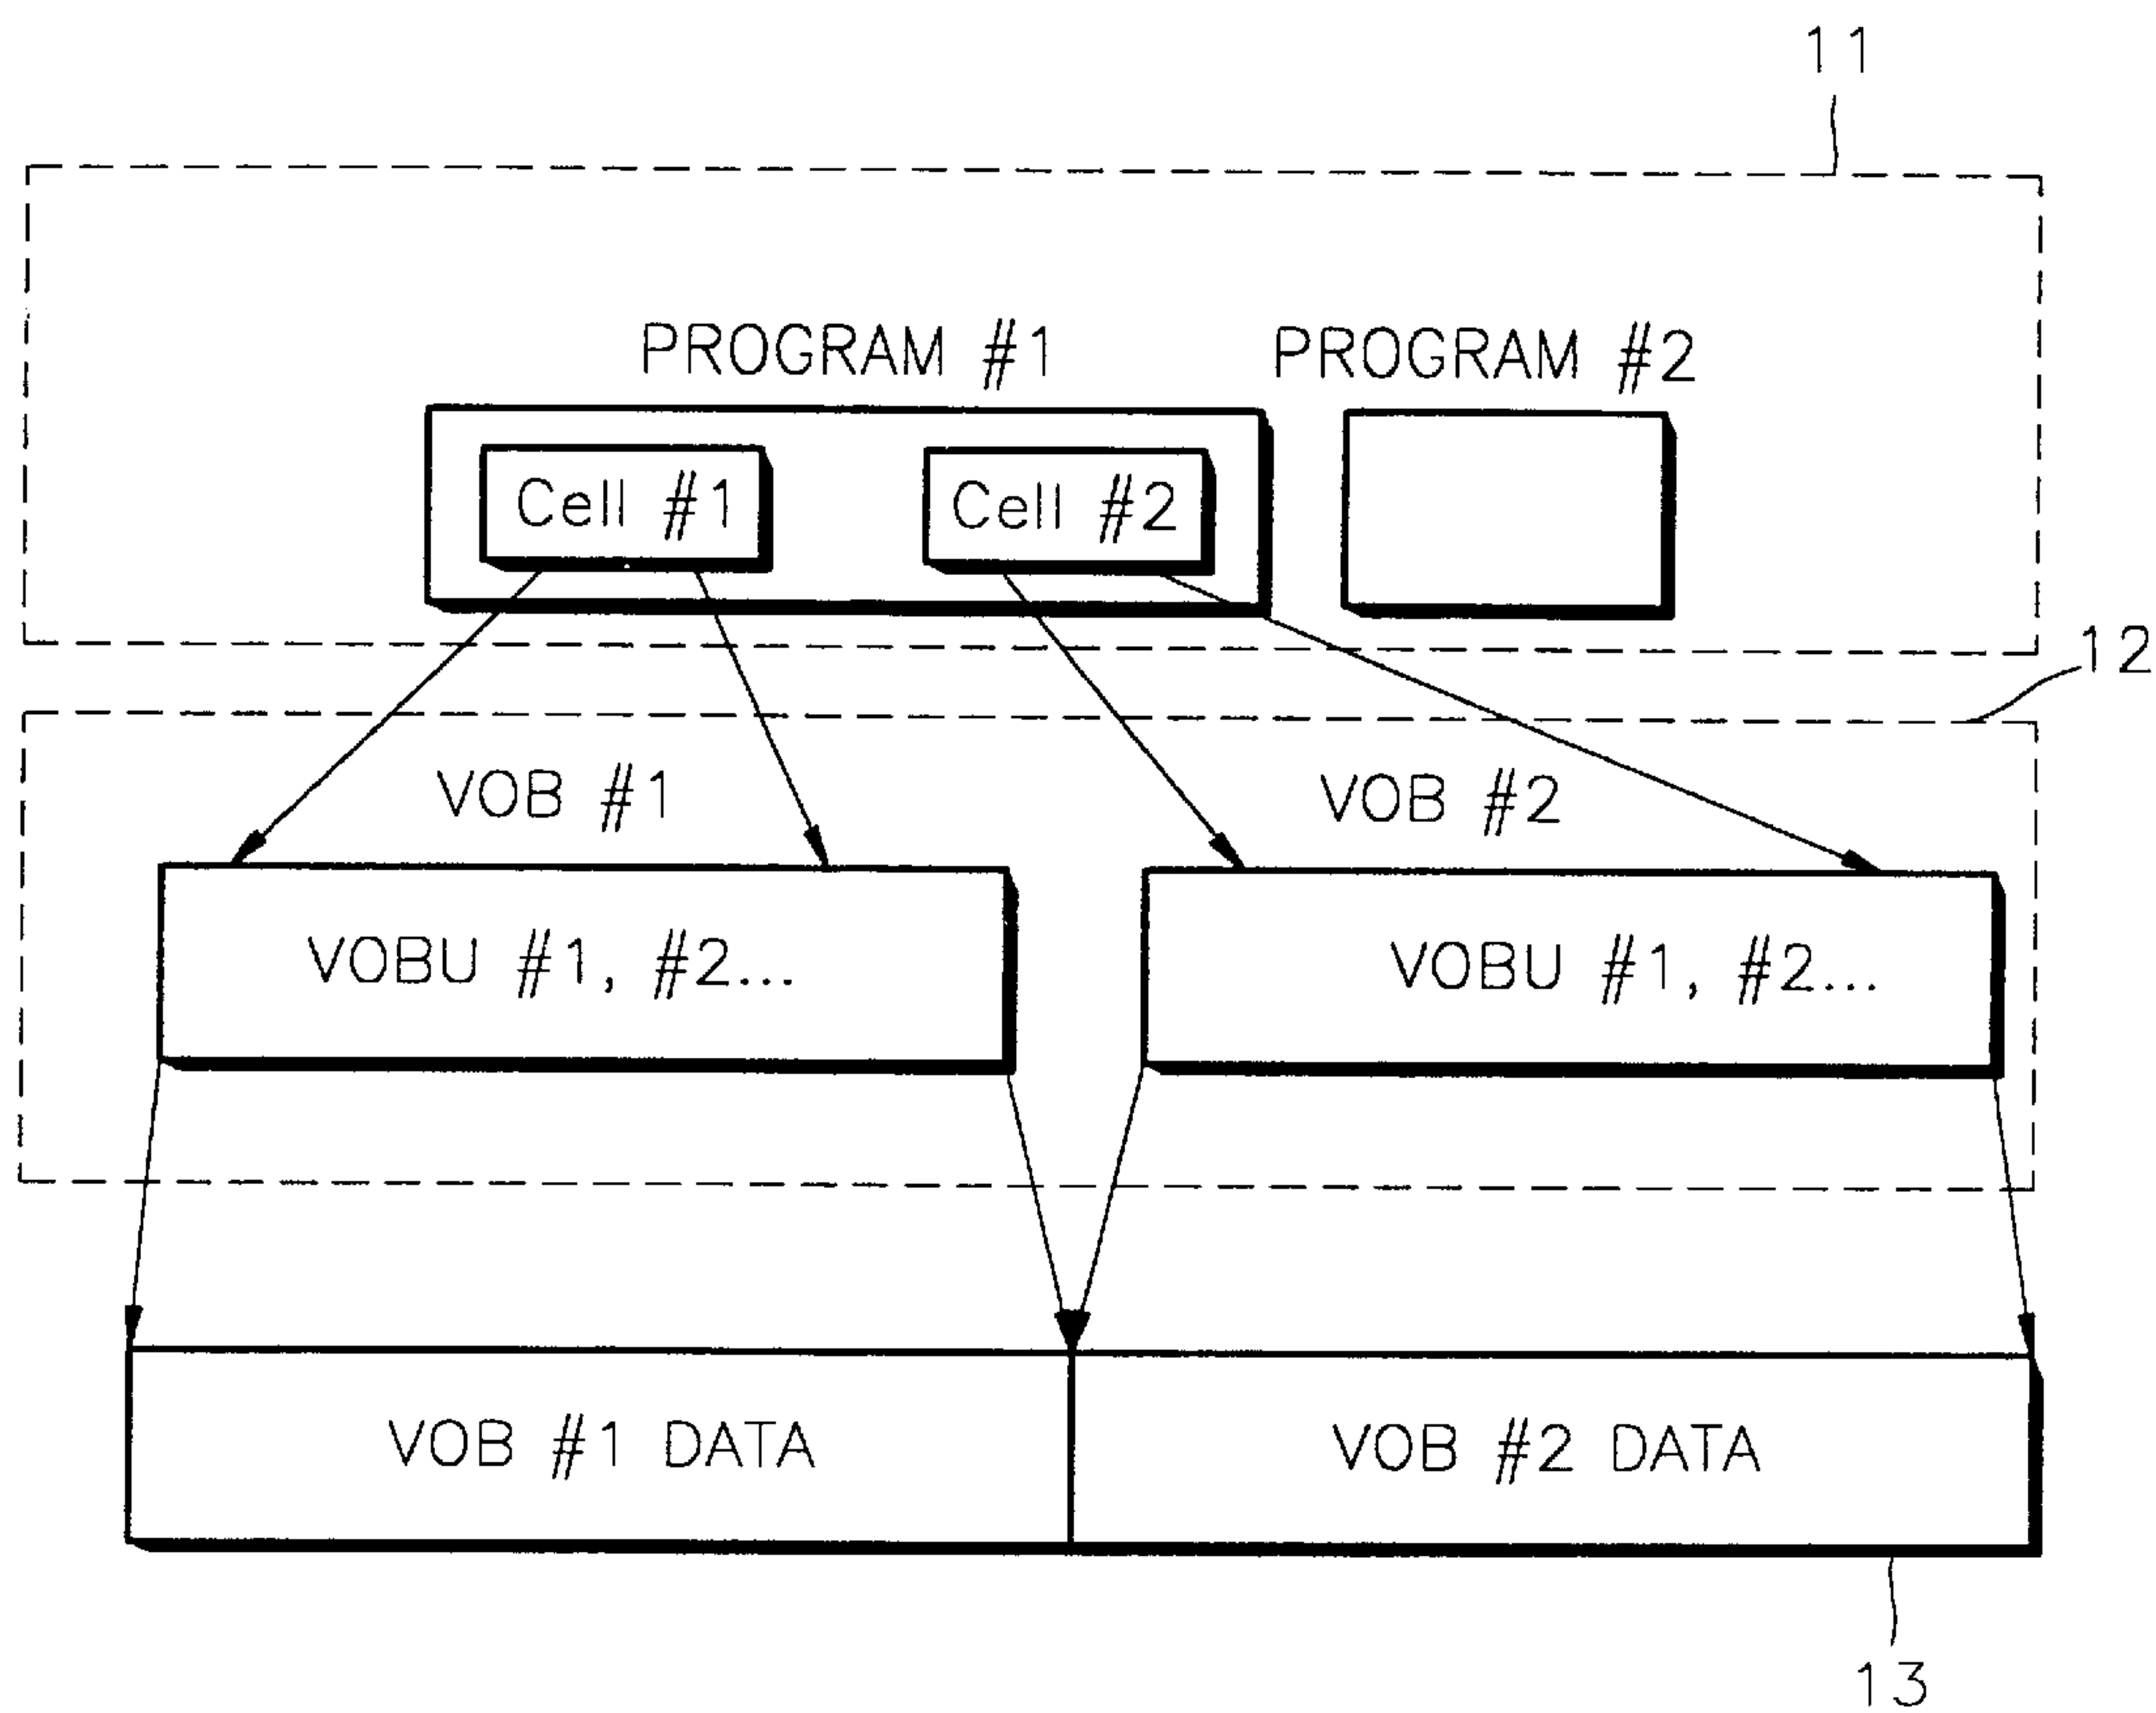 11
PROGRAM #1
PROGRAM #2
Cell #1
Cell #2
12
VOB #1
VOB #2
VOBU #1, #2...
VOBU #1, #2...
VOB #1 DATA
VOB #2 DATA
13